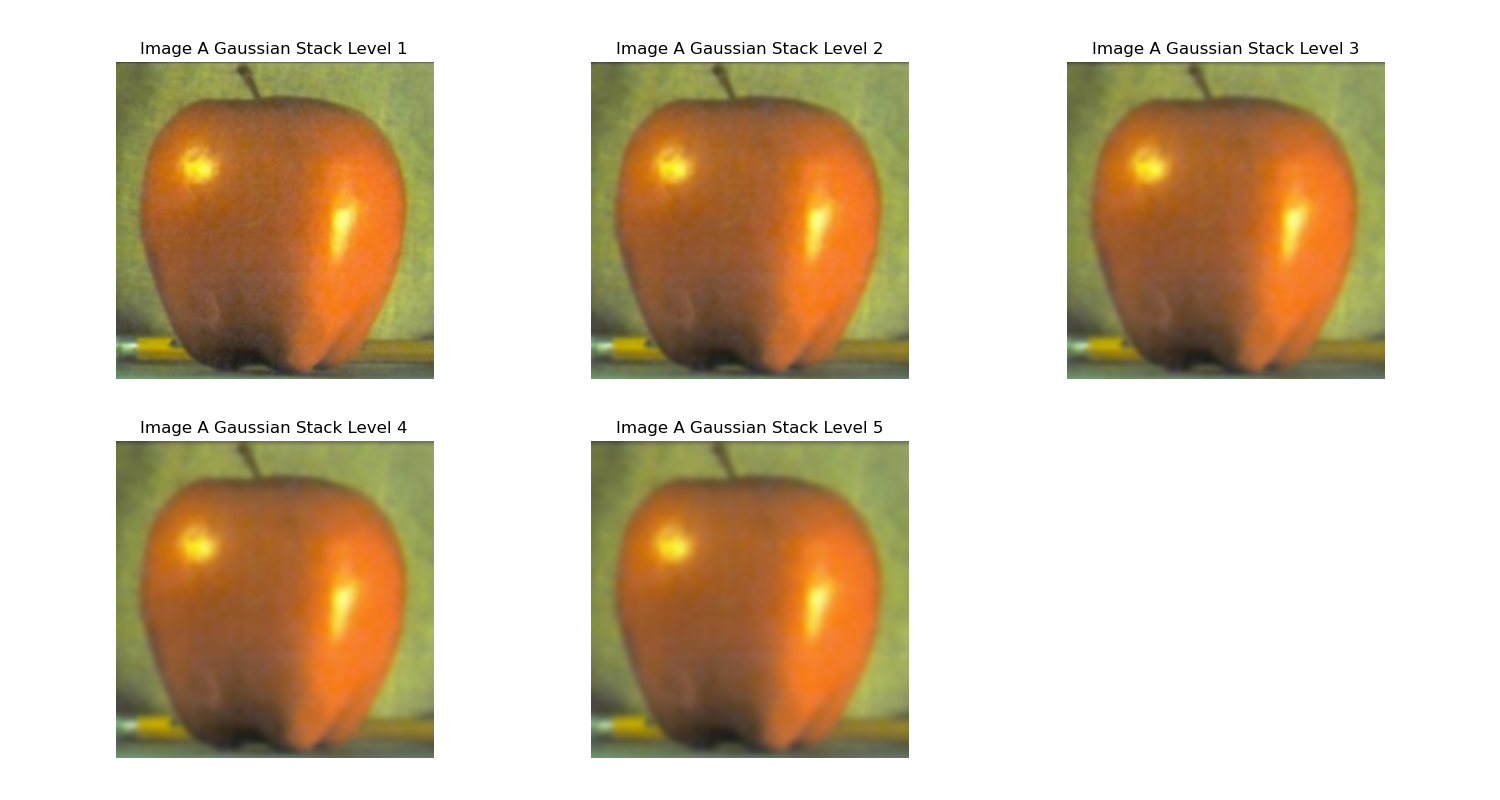 Image A Gaussian Stack Level 1
Image A Gaussian Stack Level 2
Image A Gaussian Stack Level 3
Image A Gaussian Stack Level 4
Image A Gaussian Stack Level 5